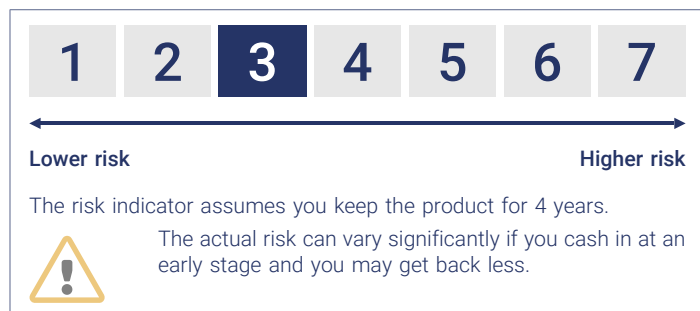 1 2 3 4 5 6 7
Lower risk Higher risk
The risk indicator assumes you keep the product for 4 years.
The actual risk can vary significantly if you cash in at an
early stage and you may get back less.